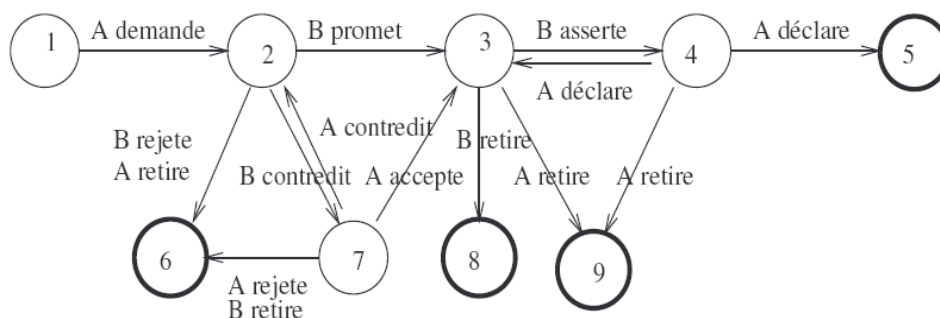 1
A demande
2
B promet
3
B asserte
A déclare
4
A déclare
5
B rejete
A retire
A contredit
B contredit
A accepte
B retire
A retire
A retire
6
A rejete
B retire
7
8
9